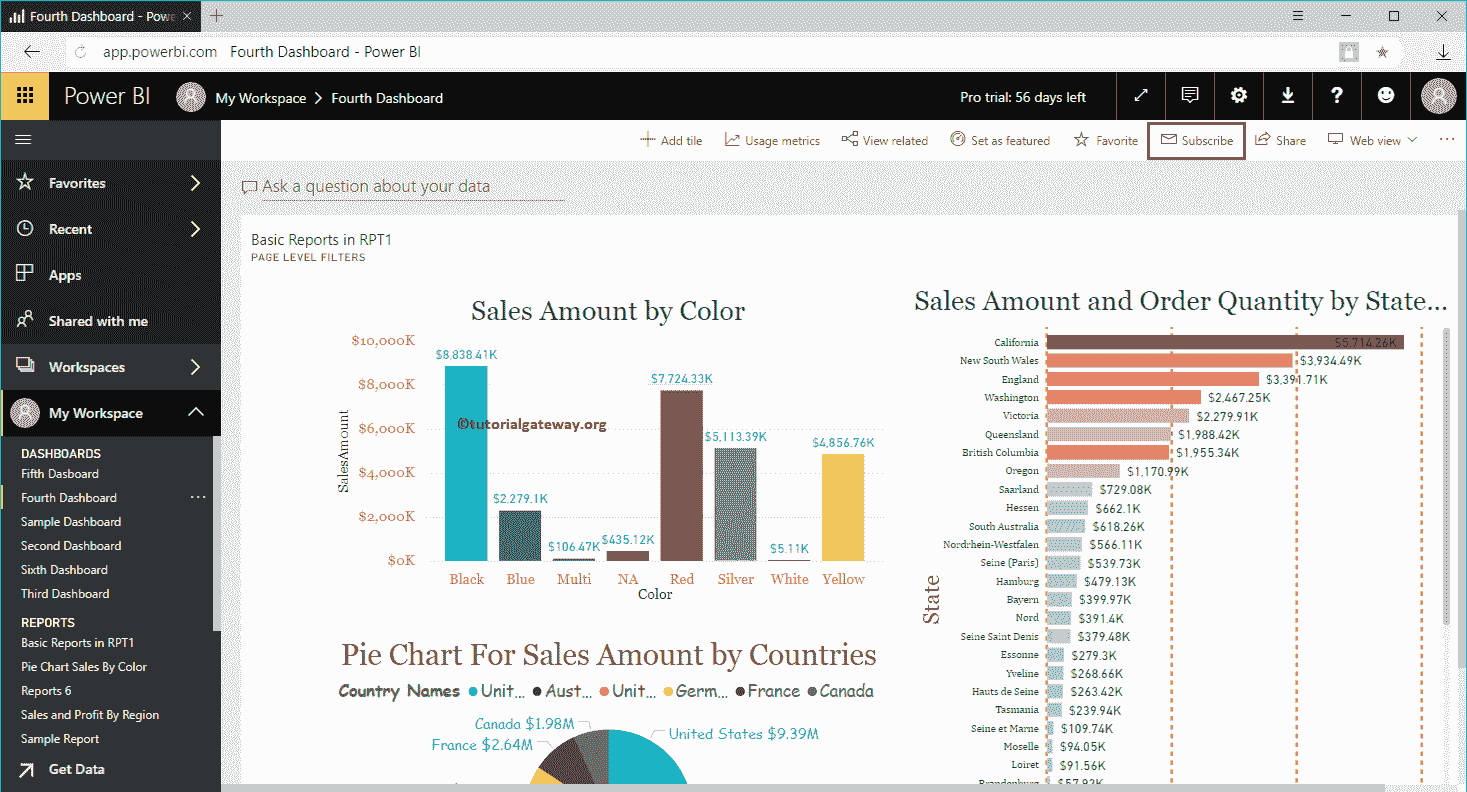 Fourth Dashboard - Powe
app.powerbi.com Fourth Dashboard - Power BI
Power BI My Workspace > Fourth Dashboard Pro trial: 56 days left
Add tile Usage metrics View related Set as featured Favorite Subscribe Share Web view
Favorites
Recent
Apps
Shared with me
Workspaces
My Workspace
DASHBOARDS
Fifth Dasboard
Fourth Dashboard
Sample Dashboard
Second Dashboard
Sixth Dashboard
Third Dashboard
REPORTS
Basic Reports in RPT1
Pie Chart Sales By Color
Reports 6
Sales and Profit By Region
Sample Report
Get Data
Ask a question about your data
Basic Reports in RPT1
PAGE LEVEL FILTERS
Sales Amount by Color
SalesAmount
$10,000K
$8,000K
$6,000K
$4,000K
$2,000K
$0K
$8,838.41K
$2,279.1K
$106.47K
$435.12K
$7,724.33K
$5,113.39K
$5.11K
$4,856.76K
©tutorialgateway.org
Black Blue Multi NA Red Silver White Yellow
Color
Pie Chart For Sales Amount by Countries
Country Names Unit... Aust... Unit... Germ... France Canada
Canada $1.98M
France $2.64M
United States $9.39M
Sales Amount and Order Quantity by State...
State
California $5,714.26K
New South Wales $3,934.49K
England $3,391.71K
Washington $2,467.25K
Victoria $2,279.91K
Queensland $1,988.42K
British Columbia $1,955.34K
Oregon $1,170.99K
Saarland $729.08K
Hessen $662.1K
South Australia $618.26K
Nordrhein-Westfalen $566.11K
Seine (Paris) $539.73K
Hamburg $479.13K
Bayern $399.97K
Nord $391.4K
Seine Saint Denis $379.48K
Essonne $279.3K
Yveline $268.66K
Hauts de Seine $263.42K
Tasmania $239.94K
Seine et Marne $109.74K
Moselle $94.05K
Loiret $91.56K
Brandenburg $57.92K